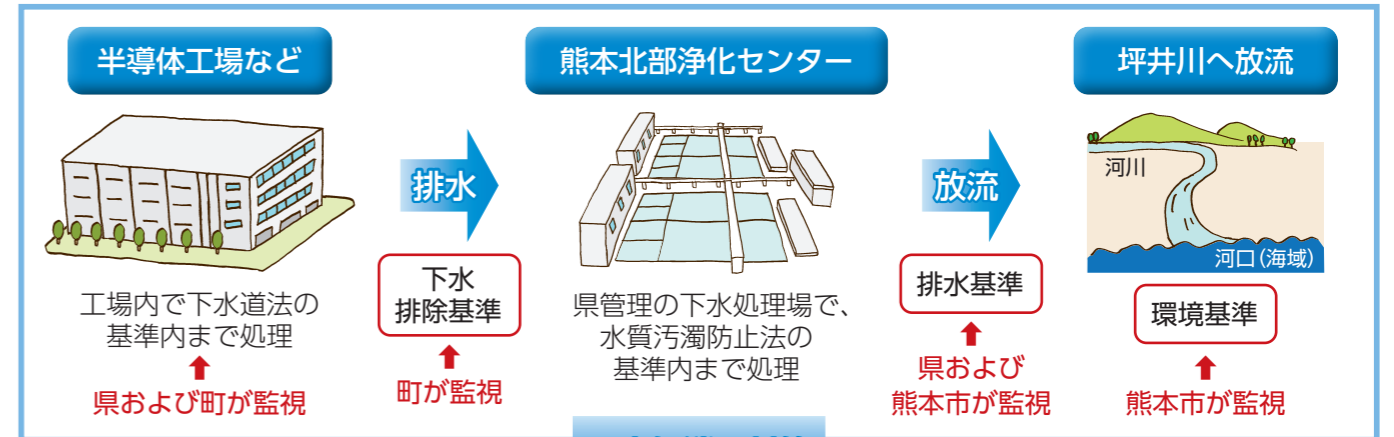 半導体工場など
熊本北部浄化センター
坪井川へ放流
排水
放流
河川
河口(海域)
工場内で下水道法の
基準内まで処理
県および町が監視
下水
排除基準
町が監視
県管理の下水処理場で、
水質汚濁防止法の
基準内まで処理
排水基準
県および
熊本市が監視
環境基準
熊本市が監視